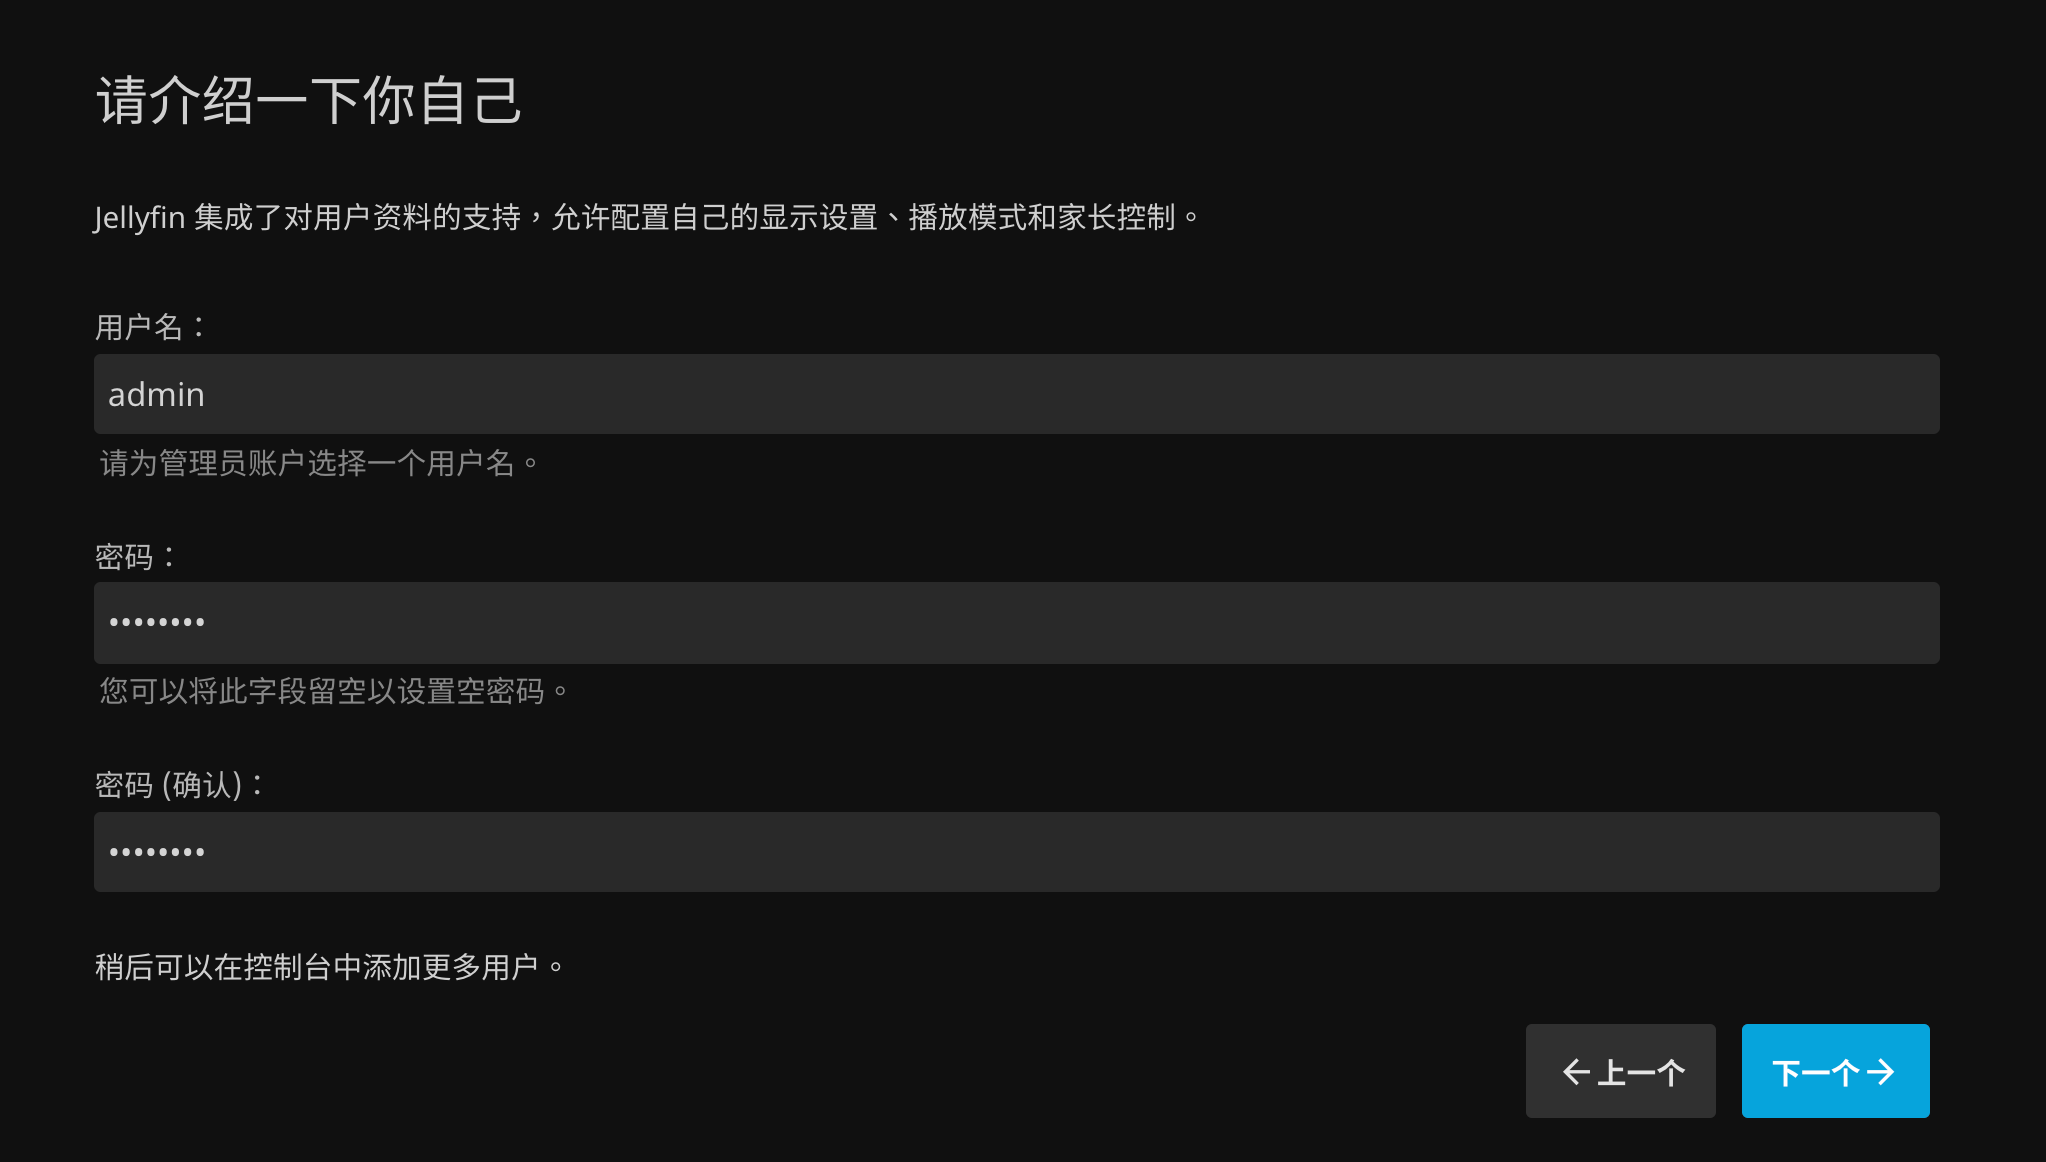 请介绍一下你自己
Jellyfin 集成了对用户资料的支持，允许配置自己的显示设置、播放模式和家长控制。
用户名：
admin
请为管理员账户选择一个用户名。
密码：
••••••••
您可以将此字段留空以设置空密码。
密码 (确认)：
••••••••
稍后可以在控制台中添加更多用户。
←上一个
下一个→